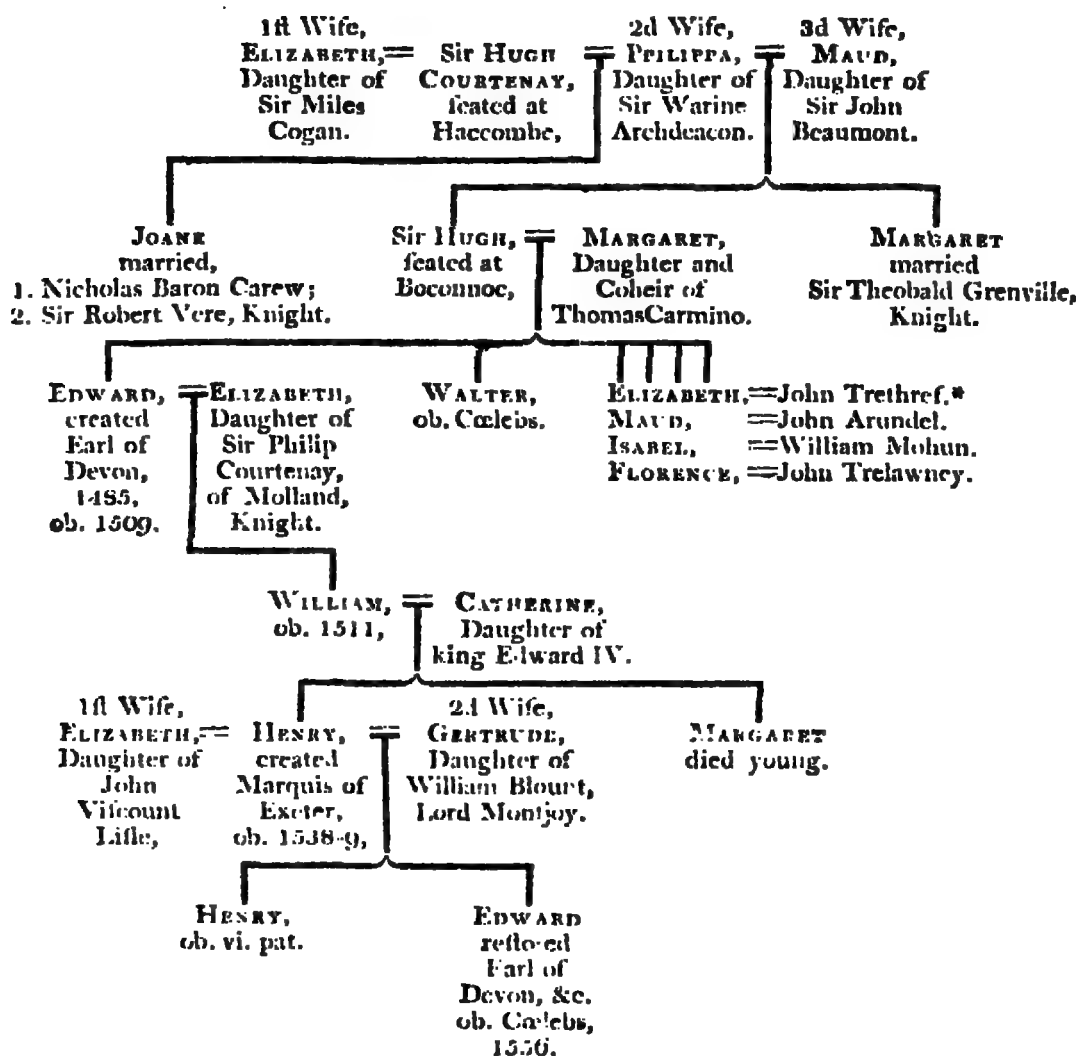 1ſt Wife,
ELIZABETH,=
Daughter of
Sir Miles
Cogan.
Sir HUGH
COURTENAY,
ſeated at
Haccombe,
=
2d Wife,
PHILIPPA,
Daughter of
Sir Warine
Archdeacon.
=
3d Wife,
MAUD,
Daughter of
Sir John
Beaumont.
JOANE
married,
1. Nicholas Baron Carew;
2. Sir Robert Vere, Knight.
Sir HUGH,
ſeated at
Boconnoc,
=
MARGARET,
Daughter and
Coheir of
Thomas Carmino.
MARGARET
married
Sir Theobald Grenville,
Knight.
EDWARD,
created
Earl of
Devon,
1485,
ob. 1509.
=
ELIZABETH,
Daughter of
Sir Philip
Courtenay,
of Molland,
Knight.
WALTER,
ob. Cœlebs.
ELIZABETH,=John Trethref.*
MAUD, =John Arundel.
ISABEL, =William Mohun.
FLORENCE,=John Trelawney.
WILLIAM,
ob. 1511,
=
CATHERINE,
Daughter of
king Edward IV.
1ſt Wife,
ELIZABETH,=
Daughter of
John
Viſcount
Liſle,
HENRY,
created
Marquis of
Exeter,
ob. 1538-9,
=
2d Wife,
GERTRUDE,
Daughter of
William Blount,
Lord Montjoy.
MARGARET
died young.
HENRY,
ob. vi. pat.
EDWARD
reſtored
Earl of
Devon, &c.
ob. Cœlebs,
1556.